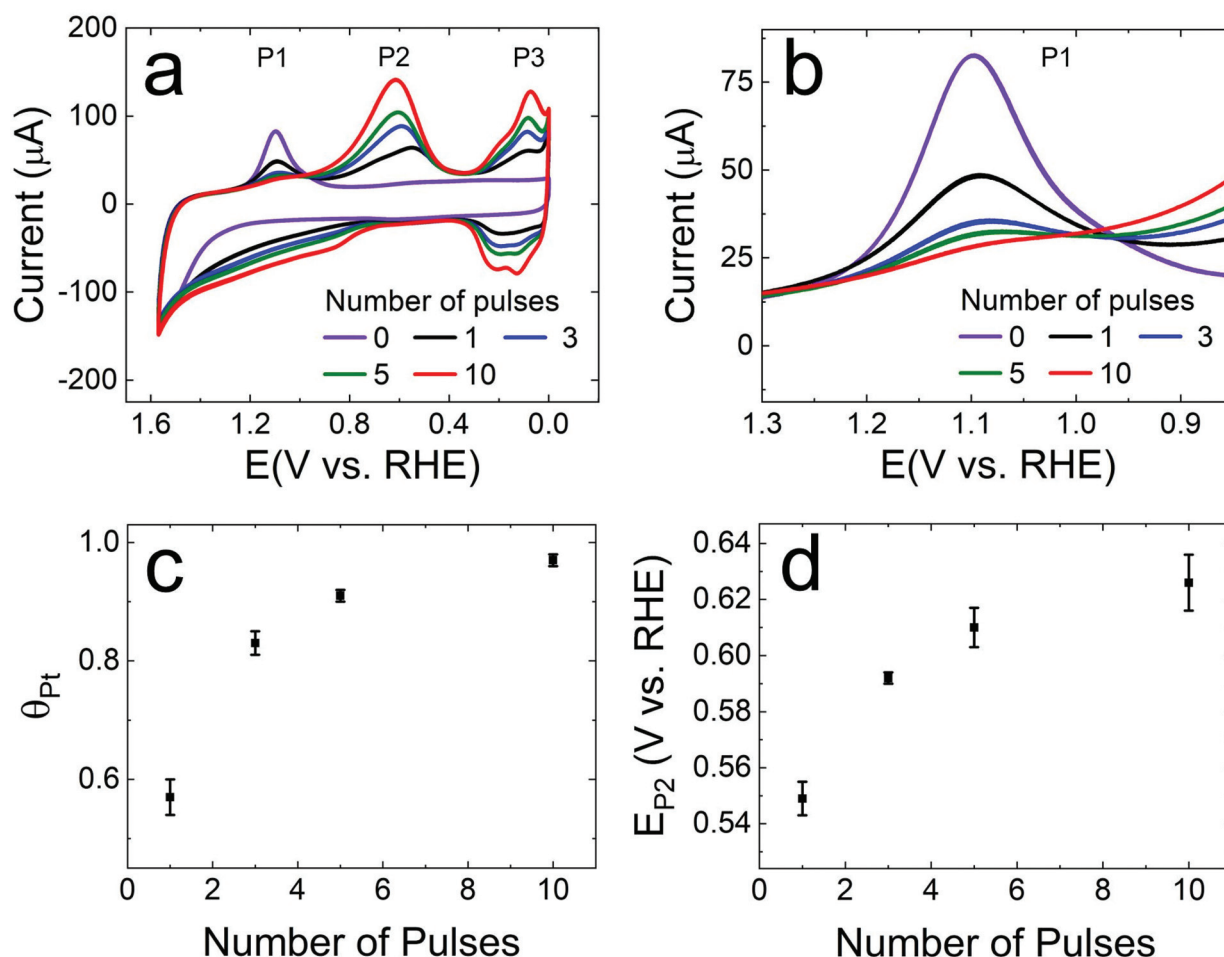 a
P1 P2 P3
200
100
0
-100
-200
Current (μA)
Number of pulses
0 1 3
5 10
1.6 1.2 0.8 0.4 0.0
E(V vs. RHE)
b
P1
75
50
25
0
Current (μA)
Number of pulses
0 1 3
5 10
1.3 1.2 1.1 1.0 0.9
E(V vs. RHE)
c
1.0
0.8
0.6
θPt
0 2 4 6 8 10
Number of Pulses
d
0.64
0.62
0.60
0.58
0.56
0.54
EP2 (V vs. RHE)
0 2 4 6 8 10
Number of Pulses